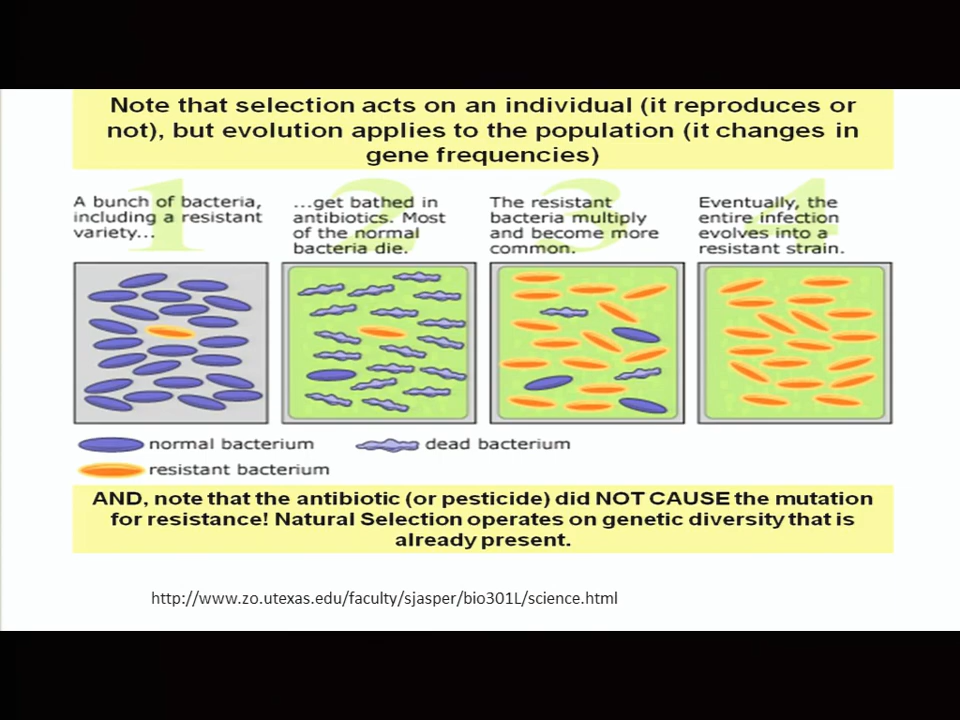 Note that selection acts on an individual (it reproduces or
not), but evolution applies to the population (it changes in
gene frequencies)
1
A bunch of bacteria,
including a resistant
variety...
2
...get bathed in
antibiotics. Most
of the normal
bacteria die.
3
The resistant
bacteria multiply
and become more
common.
4
Eventually, the
entire infection
evolves into a
resistant strain.
normal bacterium
dead bacterium
resistant bacterium
AND, note that the antibiotic (or pesticide) did NOT CAUSE the mutation
for resistance! Natural Selection operates on genetic diversity that is
already present.
http://www.zo.utexas.edu/faculty/sjasper/bio301L/science.html